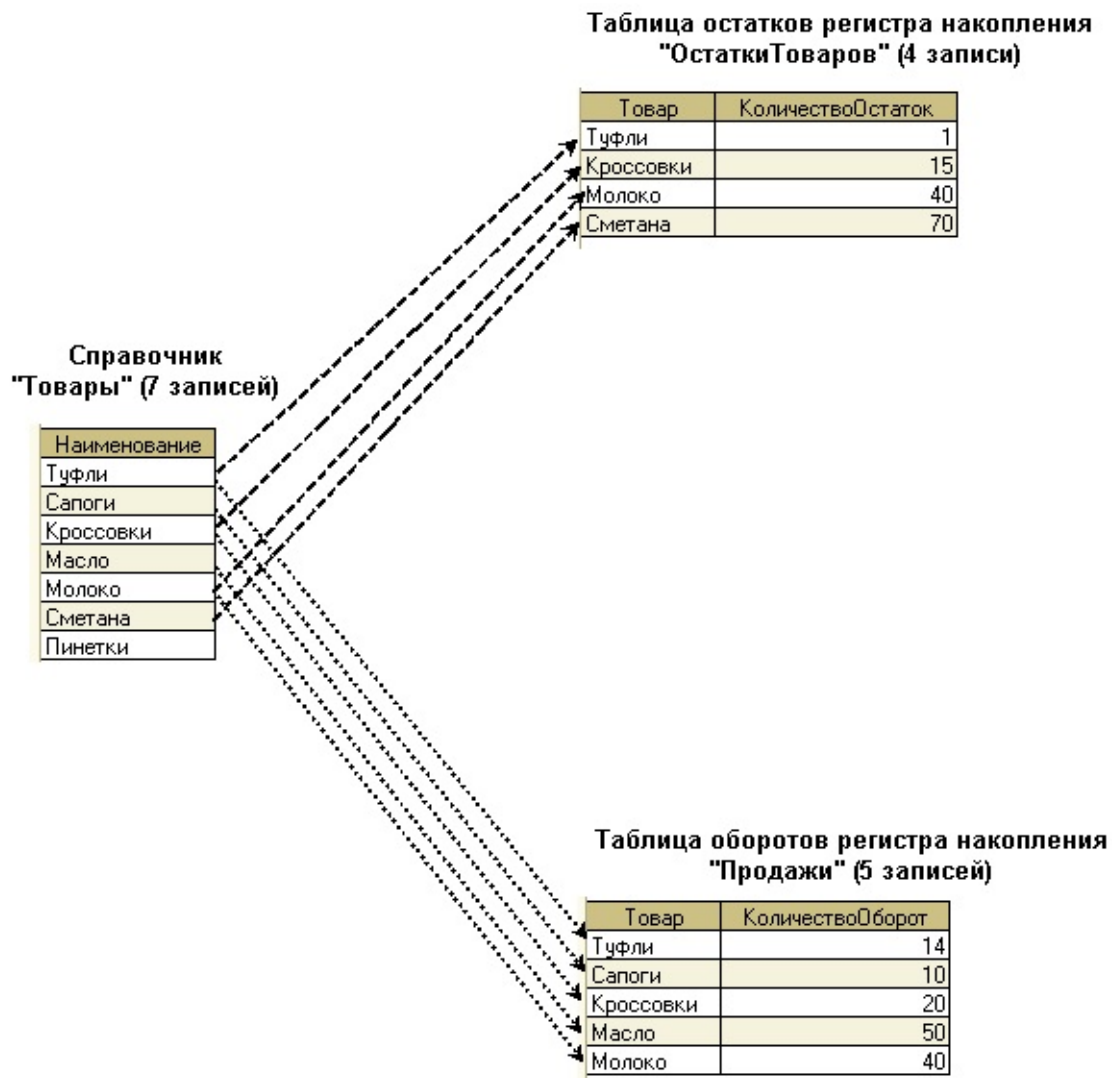 Таблица остатков регистра накопления
"ОстаткиТоваров" (4 записи)
Товар КоличествоОстаток
Туфли 1
Кроссовки 15
Молоко 40
Сметана 70
Справочник
"Товары" (7 записей)
Наименование
Туфли
Сапоги
Кроссовки
Масло
Молоко
Сметана
Пинетки
Таблица оборотов регистра накопления
"Продажи" (5 записей)
Товар КоличествоОборот
Туфли 14
Сапоги 10
Кроссовки 20
Масло 50
Молоко 40